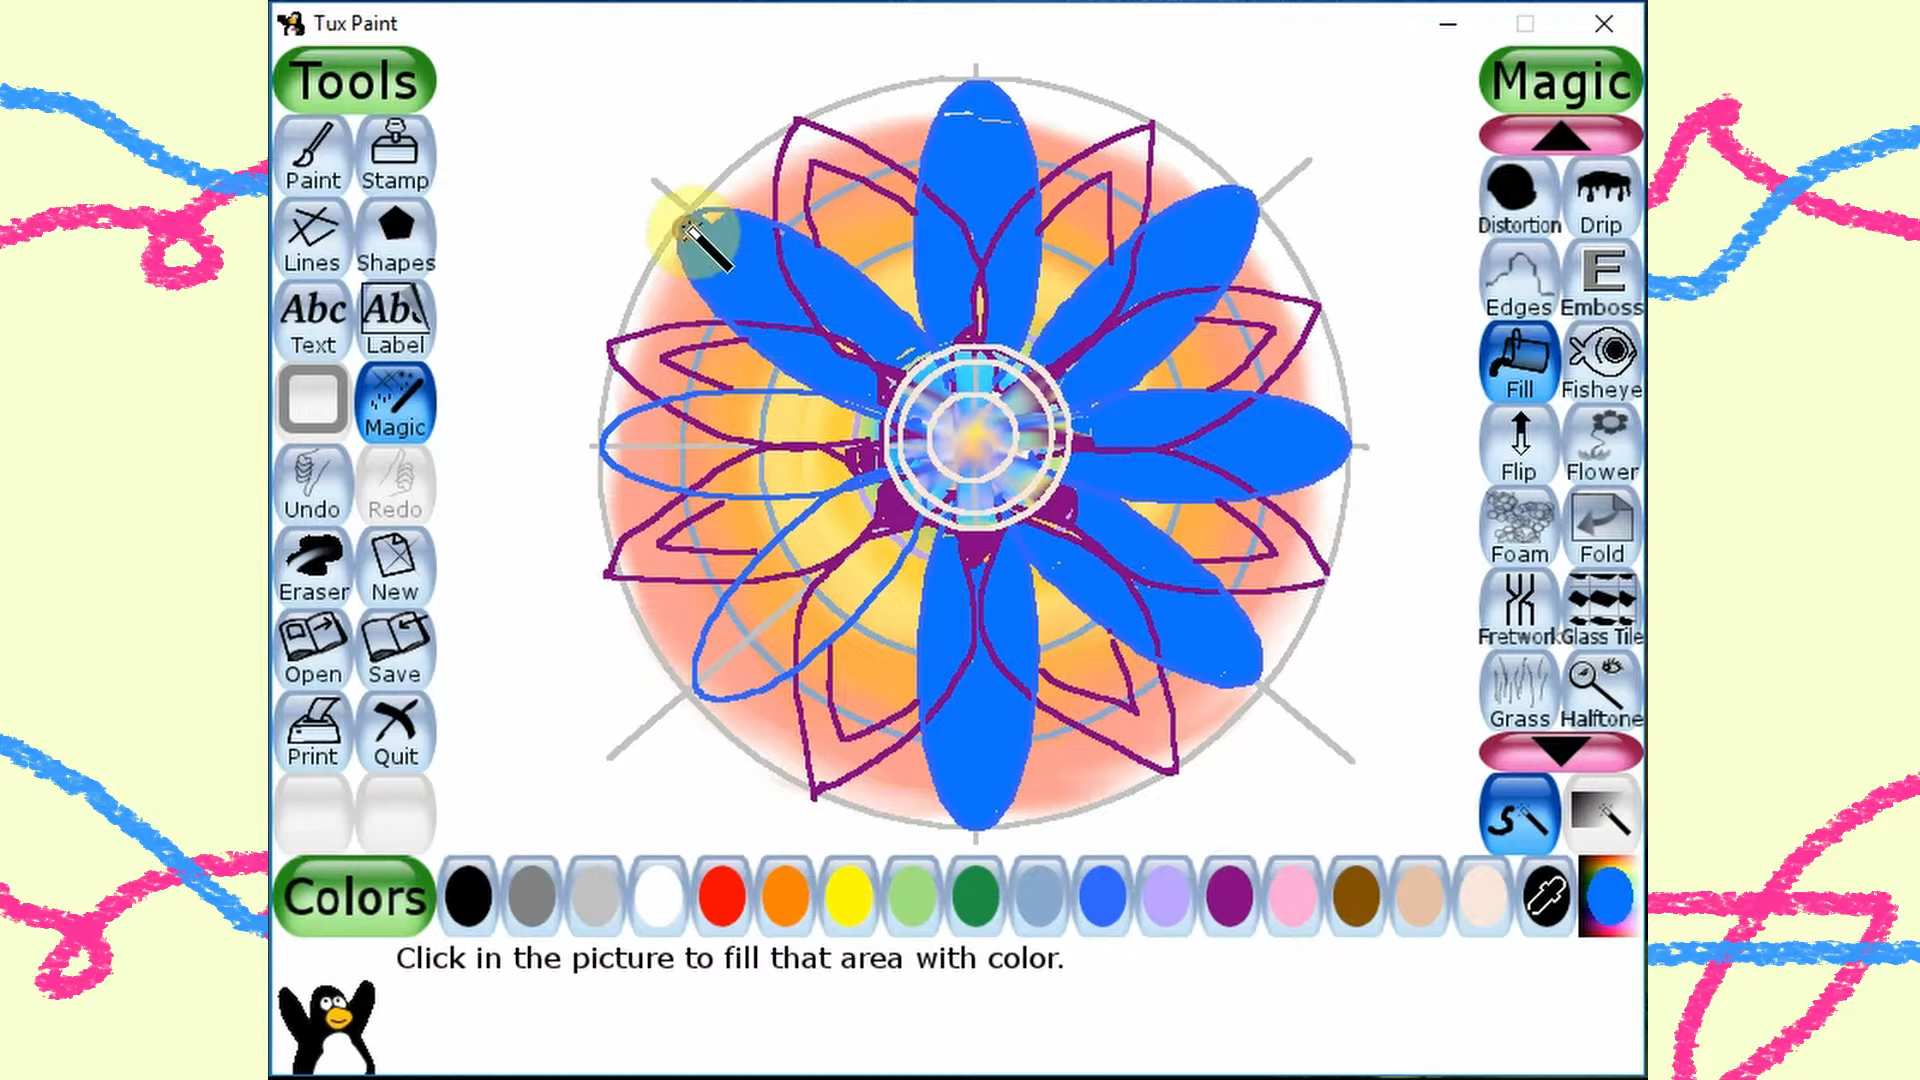 Tux Paint
Tools
Magic
Paint Stamp
Lines Shapes
Abc Abc
Text Label
Magic
Undo Redo
Eraser New
Open Save
Print Quit
Distortion Drip
E
Edges Emboss
Fill Fisheye
Flip Flower
Foam Fold
Fretwork Glass Tile
Grass Halftone
Colors
Click in the picture to fill that area with color.